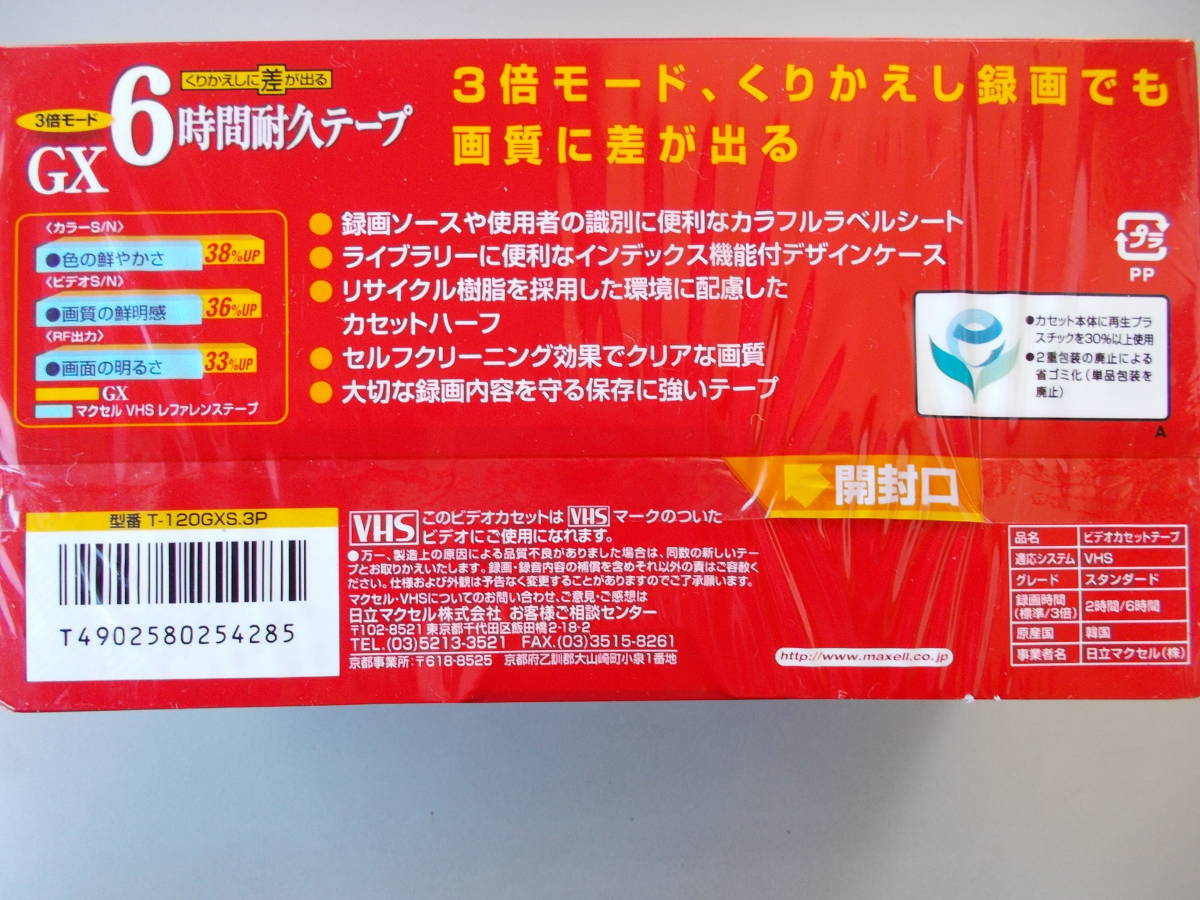 くりかえしに差が出る
3倍モード
GX
6時間耐久テープ
3倍モード、くりかえし録画でも
画質に差が出る
〈カラーS/N〉
●色の鮮やかさ 38%UP
〈ビデオS/N〉
●画質の鮮明感 36%UP
〈RF出力〉
●画面の明るさ 33%UP
GX
マクセル VHS レファレンステープ
●録画ソースや使用者の識別に便利なカラフルラベルシート
●ライブラリーに便利なインデックス機能付デザインケース
●リサイクル樹脂を採用した環境に配慮した
カセットハーフ
●セルフクリーニング効果でクリアな画質
●大切な録画内容を守る保存に強いテープ
プラ
PP
●カセット本体に再生プラ
スチックを30%以上使用
●2重包装の廃止による
省ゴミ化(単品包装を
廃止)
A
開封口
型番 T-120GXS.3P
T4902580254285
VHS このビデオカセットは VHS マークのついた
ビデオにご使用になれます。
●万一、製造上の原因による品質不良がありました場合は、同数の新しいテー
プとお取りかえいたします。録画・録音内容の補償を含めそれ以外の責はご容赦く
ださい。仕様および外観は予告なく変更することがありますのでご了承願います。
マクセル・VHSについてのお問い合わせ、ご意見・ご感想は
日立マクセル株式会社 お客様ご相談センター
〒102-8521 東京都千代田区飯田橋2-18-2
TEL.(03)5213-3521 FAX.(03)3515-8261
京都事業所:〒618-8525 京都府乙訓郡大山崎町小泉1番地
http://www.maxell.co.jp
品名 ビデオカセットテープ
適応システム VHS
グレード スタンダード
録画時間
(標準/3倍) 2時間/6時間
原産国 韓国
事業者名 日立マクセル(株)